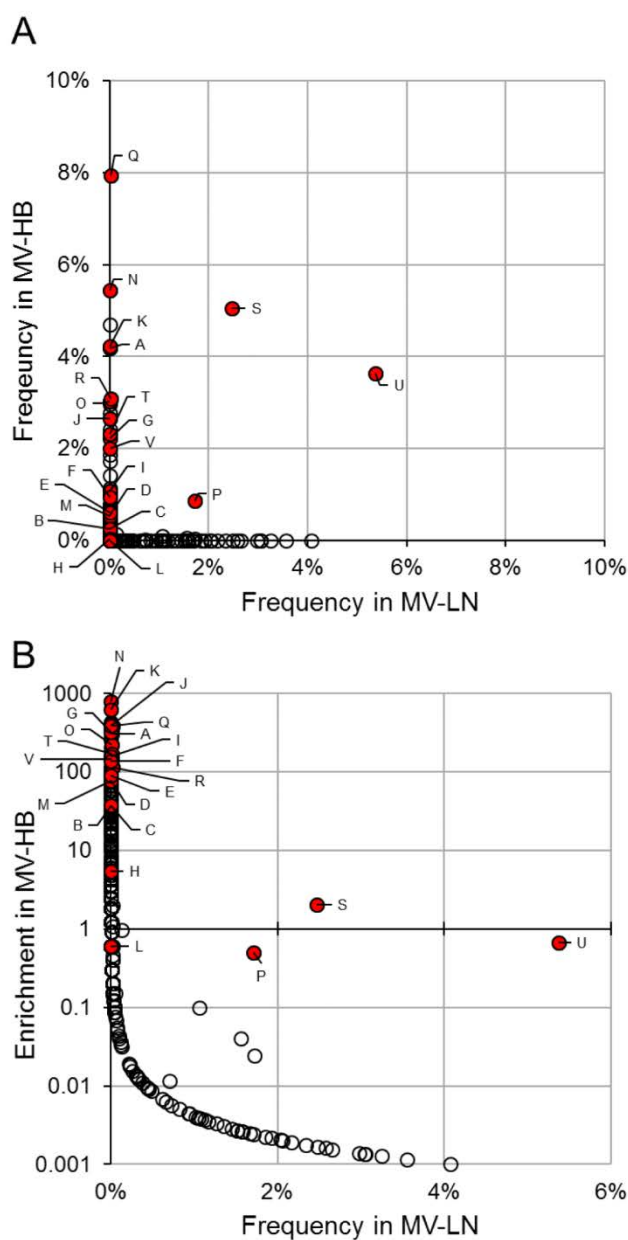 A
10%
Q
8%
Freqeuncy in MV-HB
6%
N
S
K
4%
A
U
R
T
O
J
G
2%
V
F
I
E
D
P
M
C
B
0%
H
L
0% 2% 4% 6% 8% 10%
Frequency in MV-LN
B
N
K
1000
J
G
Q
O
A
T
I
V
F
100
R
E
M
D
B
C
Enrichment in MV-HB
10
H
S
1
L
U
P
0.1
0.01
0.001
0% 2% 4% 6%
Frequency in MV-LN